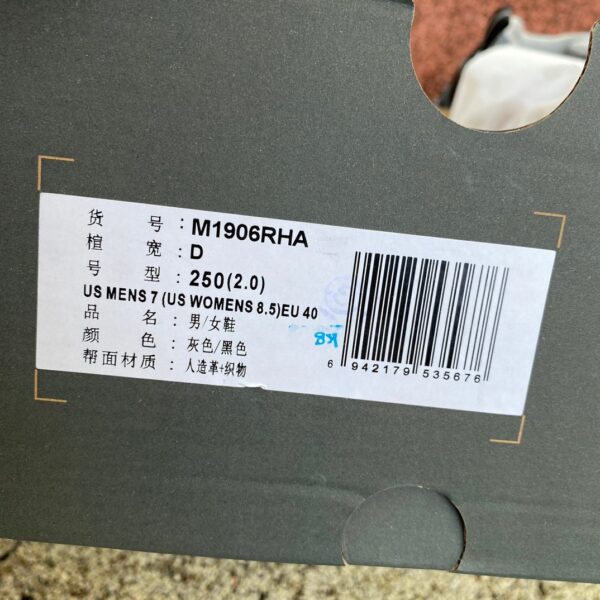 货 号 : M1906RHA
楦 宽 : D
号 型 : 250(2.0)
US MENS 7 (US WOMENS 8.5)EU 40
品 名 : 男/女鞋
颜 色 : 灰色/黑色
帮面材质 : 人造革+织物
6 942179 535676